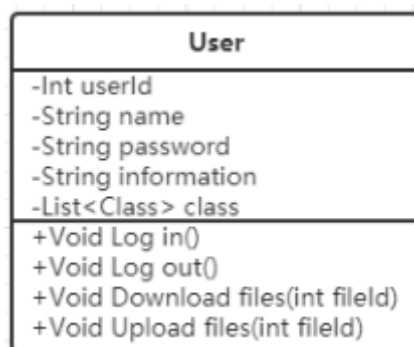 User
-Int userId
-String name
-String password
-String information
-List<Class> class
+Void Log in()
+Void Log out()
+Void Download files(int fileId)
+Void Upload files(int fileId)